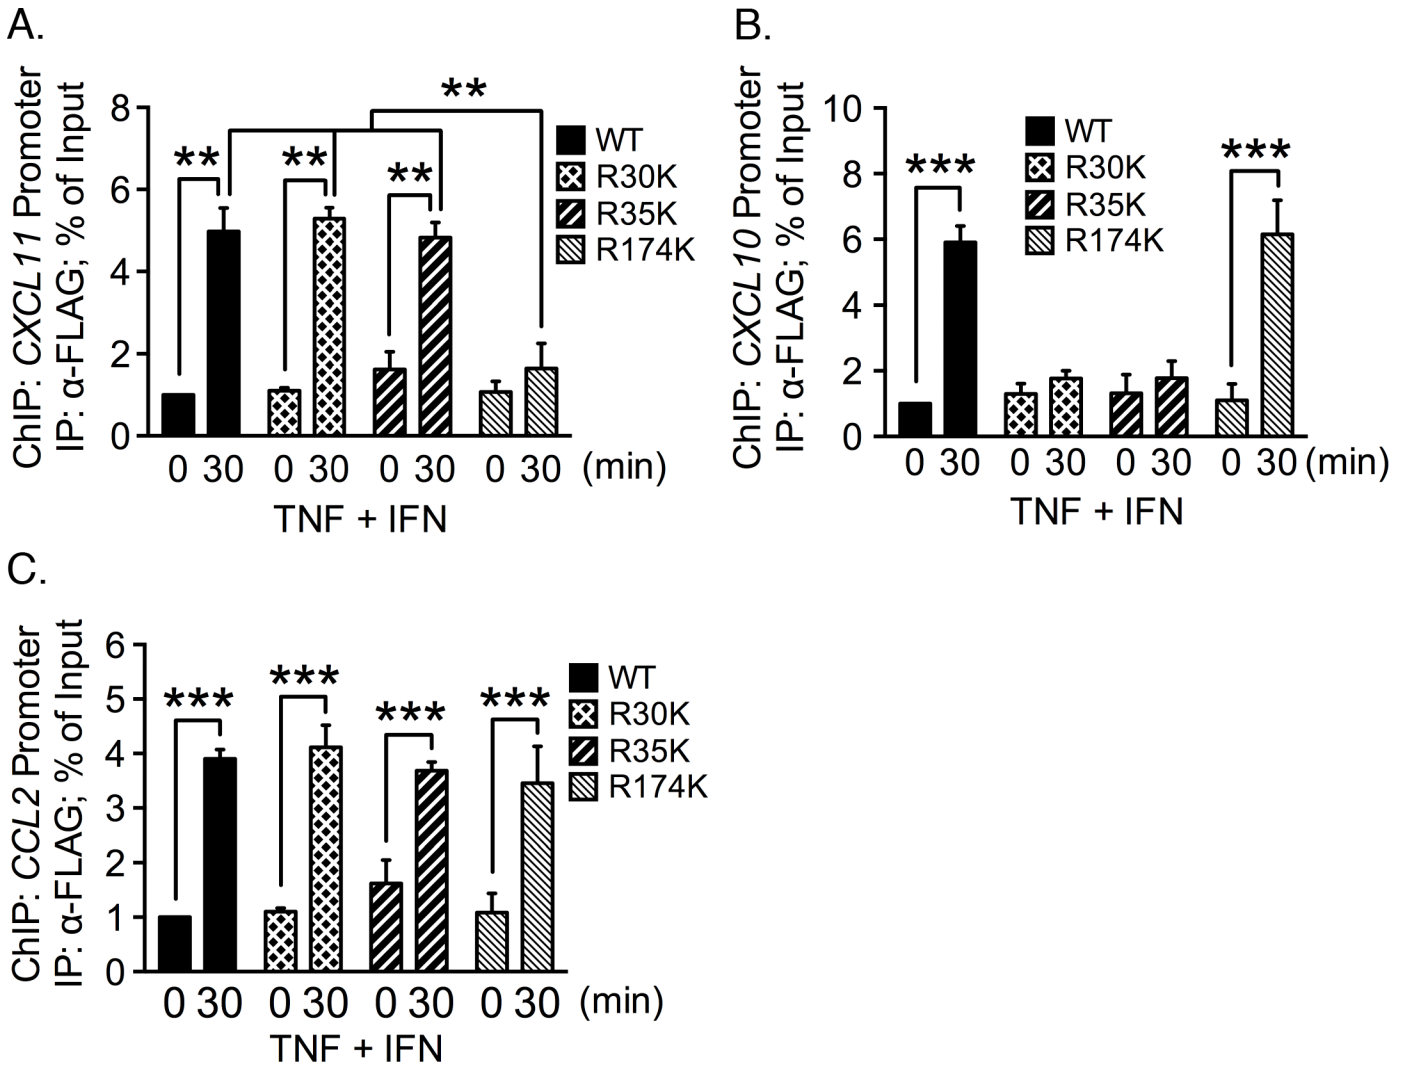 A.
ChIP: CXCL11 Promoter
IP: α-FLAG; % of Input
8
6
4
2
0
**
**
**
**
WT
R30K
R35K
R174K
0 30 0 30 0 30 0 30 (min)
TNF + IFN
B.
ChIP: CXCL10 Promoter
IP: α-FLAG; % of Input
10
8
6
4
2
0
***
***
WT
R30K
R35K
R174K
0 30 0 30 0 30 0 30 (min)
TNF + IFN
C.
ChIP: CCL2 Promoter
IP: α-FLAG; % of Input
6
5
4
3
2
1
0
***
***
***
***
WT
R30K
R35K
R174K
0 30 0 30 0 30 0 30 (min)
TNF + IFN